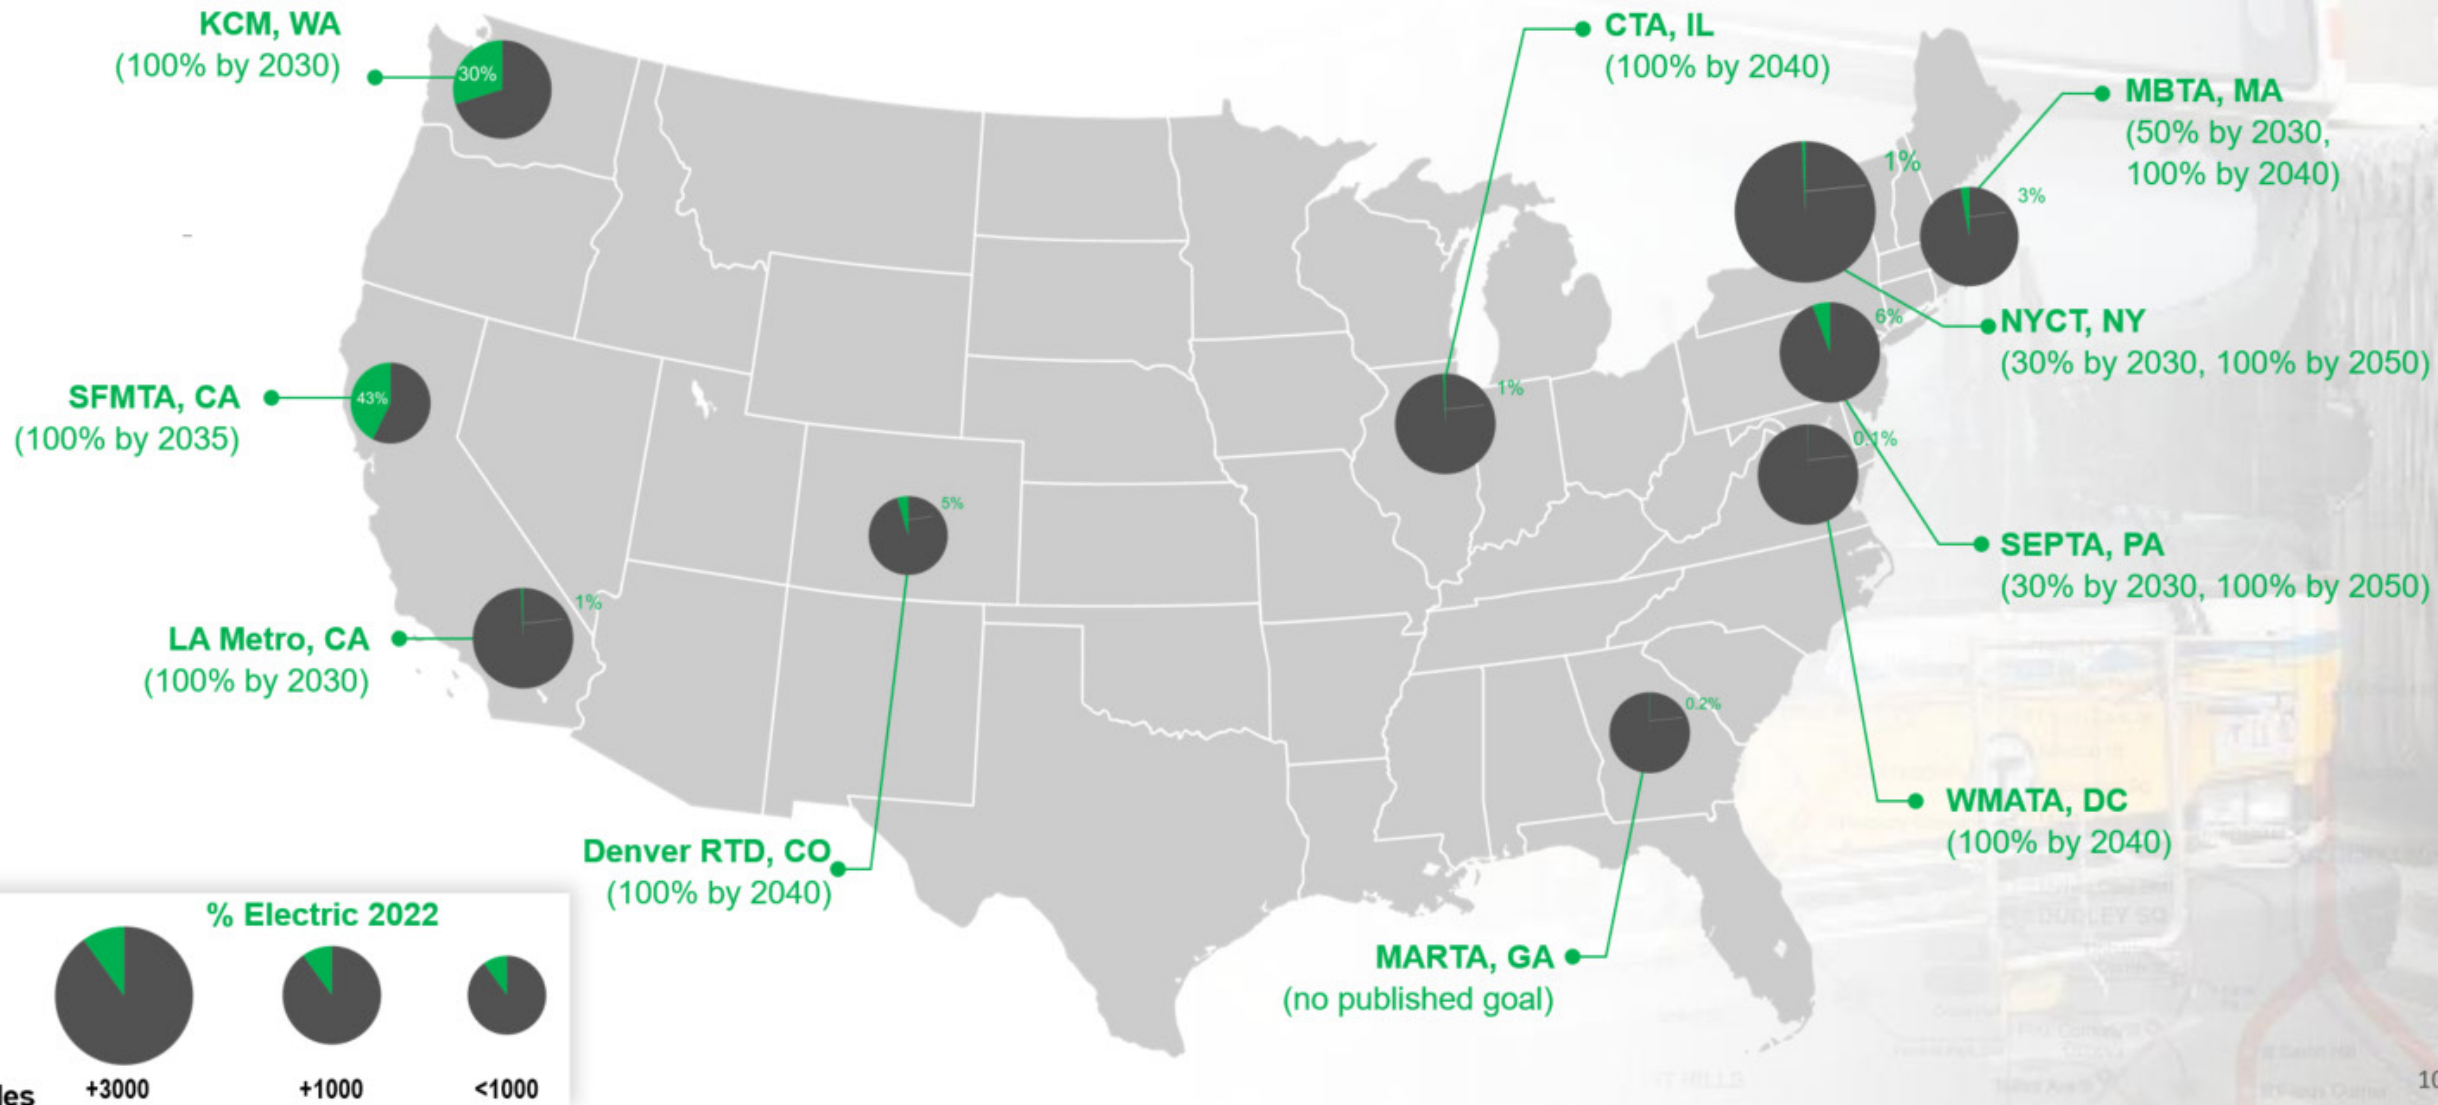 KCM, WA
(100% by 2030)
30%
CTA, IL
(100% by 2040)
MBTA, MA
(50% by 2030,
100% by 2040)
3%
1%
NYCT, NY
(30% by 2030, 100% by 2050)
6%
SFMTA, CA
(100% by 2035)
43%
1%
0.1%
5%
SEPTA, PA
(30% by 2030, 100% by 2050)
LA Metro, CA
(100% by 2030)
1%
0.2%
WMATA, DC
(100% by 2040)
Denver RTD, CO
(100% by 2040)
MARTA, GA
(no published goal)
% Electric 2022
+3000
+1000
<1000
DUDLEY SQ
10